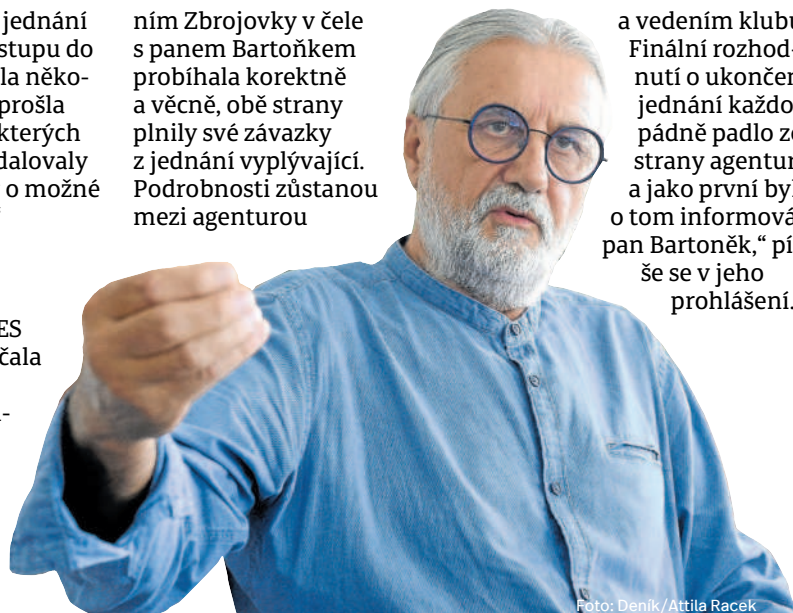 jednání
stupu do
la něko-
prošla
kterých
dalovaly
o možné
ES
čala
ním Zbrojovky v čele
s panem Bartoňkem
probíhala korektně
a věcně, obě strany
plnily své závazky
z jednání vyplývající.
Podrobnosti zůstanou
mezi agenturou
a vedením klubu
Finální rozhod-
nutí o ukončen
jednání každo
pádně padlo ze
strany agentur
a jako první byl
o tom informová
pan Bartoněk,“ pí
še se v jeho
prohlášení.
Foto: Deník/Attila Racek